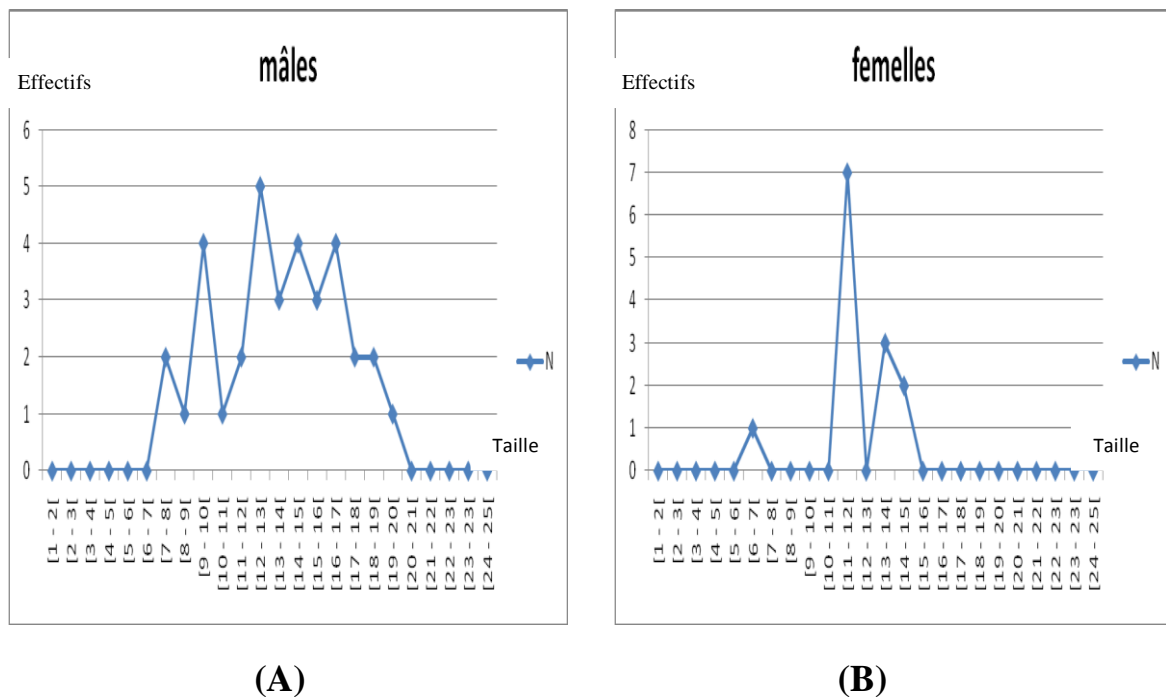 mâles
Effectifs
6
5
4
3
2
1
0
N
Taille
[1 - 2[
[2 - 3[
[3 - 4[
[4 - 5[
[5 - 6[
[6 - 7[
[7 - 8[
[8 - 9[
[9 - 10[
[10 - 11[
[11 - 12[
[12 - 13[
[13 - 14[
[14 - 15[
[15 - 16[
[16 - 17[
[17 - 18[
[18 - 19[
[19 - 20[
[20 - 21[
[21 - 22[
[22 - 23[
[23 - 24[
[24 - 25[
(A)
femelles
Effectifs
8
7
6
5
4
3
2
1
0
N
Taille
[1 - 2[
[2 - 3[
[3 - 4[
[4 - 5[
[5 - 6[
[6 - 7[
[7 - 8[
[8 - 9[
[9 - 10[
[10 - 11[
[11 - 12[
[12 - 13[
[13 - 14[
[14 - 15[
[15 - 16[
[16 - 17[
[17 - 18[
[18 - 19[
[19 - 20[
[20 - 21[
[21 - 22[
[22 - 23[
[23 - 24[
[24 - 25[
(B)